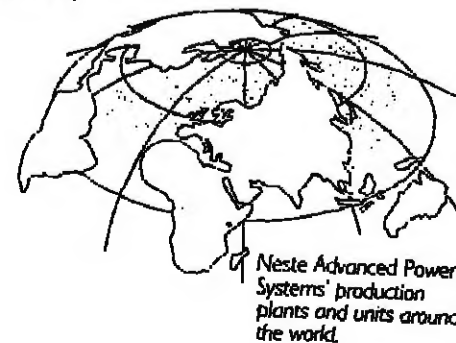 Neste Advanced Power
Systems' production
plants and units around
the world.